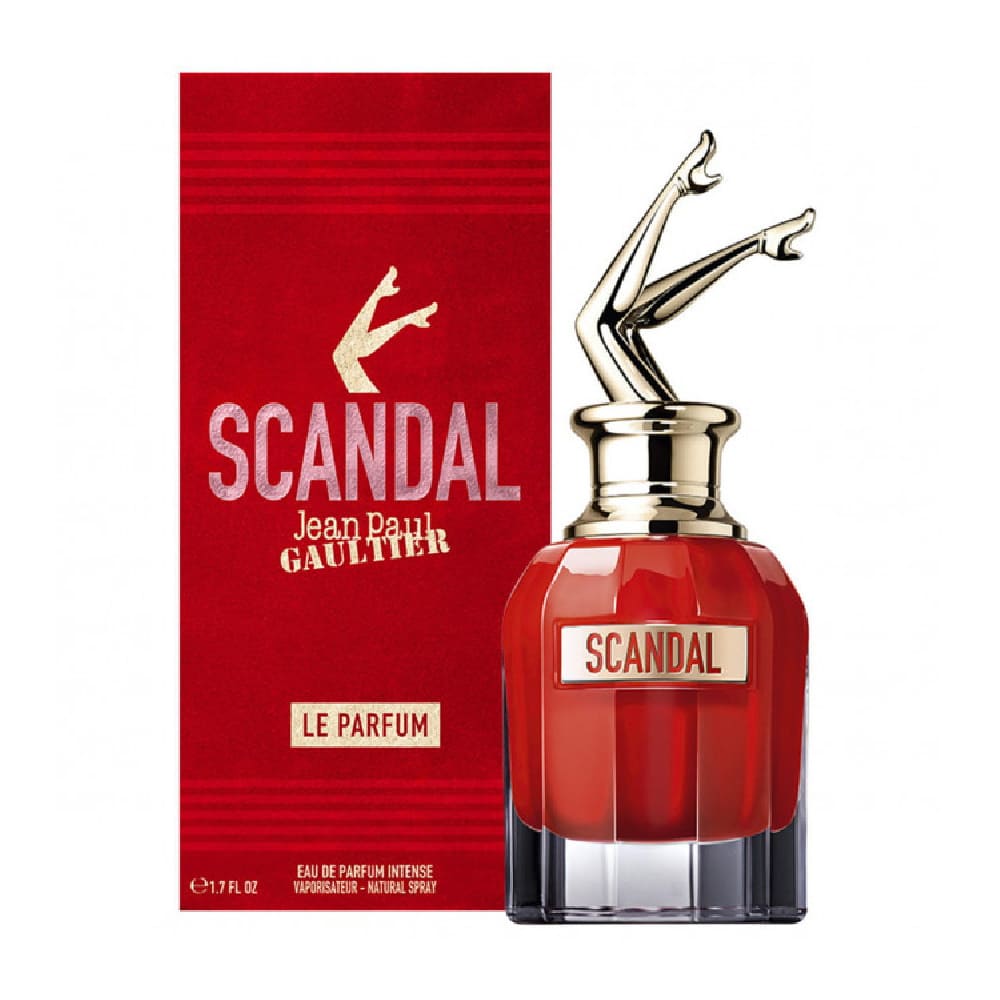 SCANDAL
Jean Paul
GAULTIER
LE PARFUM
EAU DE PARFUM INTENSE
VAPORISATEUR - NATURAL SPRAY
℮1.7 FL OZ
SCANDAL